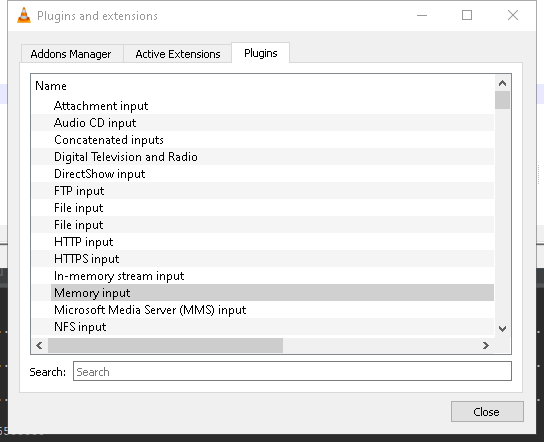 Plugins and extensions
Addons Manager Active Extensions Plugins
Name
Attachment input
Audio CD input
Concatenated inputs
Digital Television and Radio
DirectShow input
FTP input
File input
File input
HTTP input
HTTPS input
In-memory stream input
Memory input
Microsoft Media Server (MMS) input
NFS input
Search: Search
Close